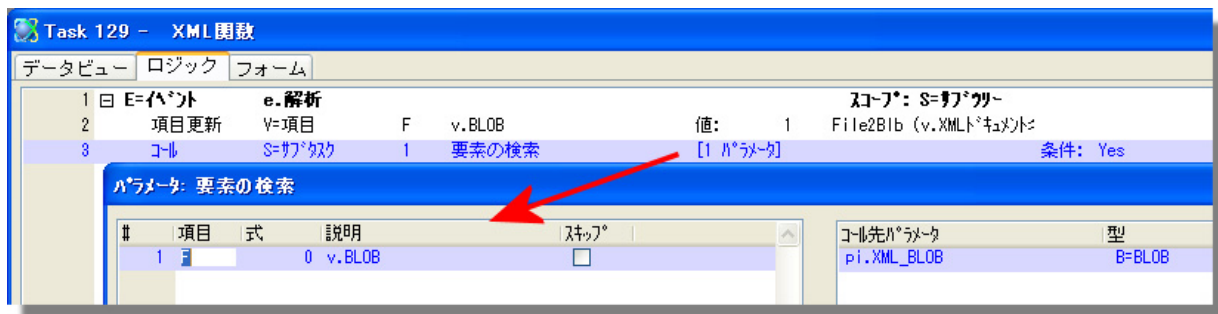 Task 129 - XML関数
データビュー ロジック フォーム
1 E=ｲﾍﾞﾝﾄ e.解析 ｽｺｰﾌﾟ: S=ｻﾌﾞﾂﾘｰ
2 項目更新 V=項目 F v.BLOB 値: 1 File2Blb (v.XMLﾄﾞｷｭﾒﾝﾄ
3 ｺｰﾙ S=ｻﾌﾞﾀｽｸ 1 要素の検索 [1 ﾊﾟﾗﾒｰﾀ] 条件: Yes
ﾊﾟﾗﾒｰﾀ: 要素の検索
# 項目 式 説明 ｽｷｯﾌﾟ ｺｰﾙ先ﾊﾟﾗﾒｰﾀ 型
1 F 0 v.BLOB pi.XML_BLOB B=BLOB